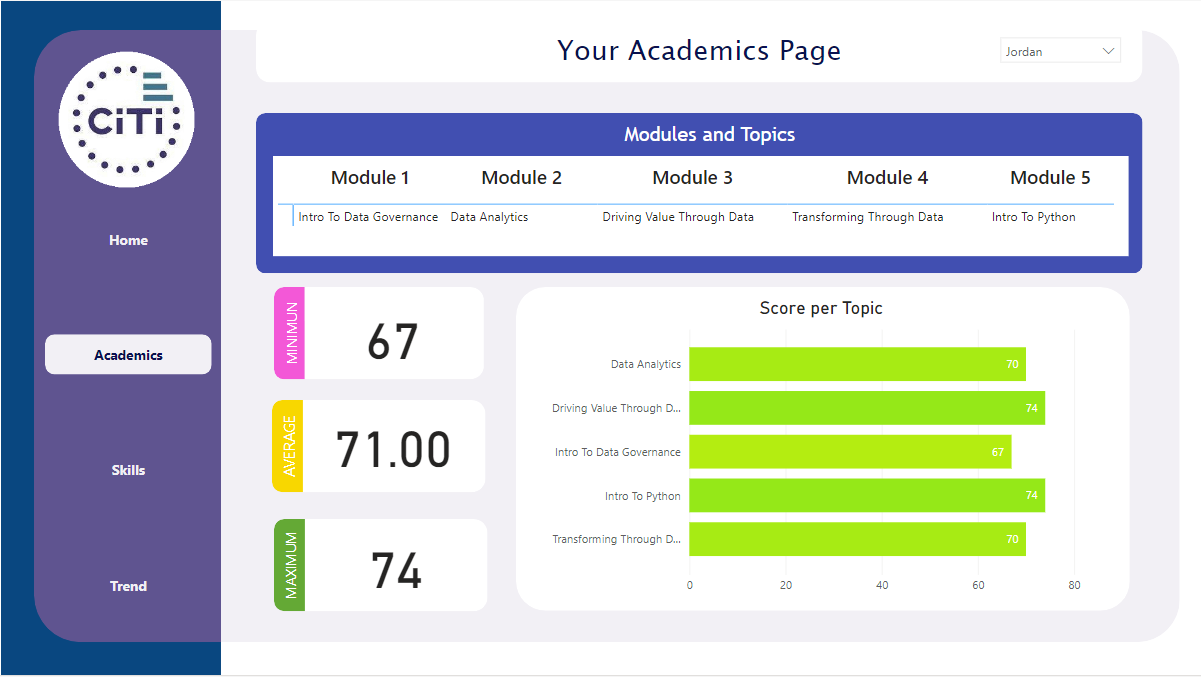 Your Academics Page
Jordan
CiTi
Home
Academics
Skills
Trend
Modules and Topics
Module 1 Module 2 Module 3 Module 4 Module 5
Intro To Data Governance Data Analytics Driving Value Through Data Transforming Through Data Intro To Python
MINIMUN
67
AVERAGE
71.00
MAXIMUM
74
Score per Topic
Data Analytics 70
Driving Value Through D... 74
Intro To Data Governance 67
Intro To Python 74
Transforming Through D... 70
0 20 40 60 80